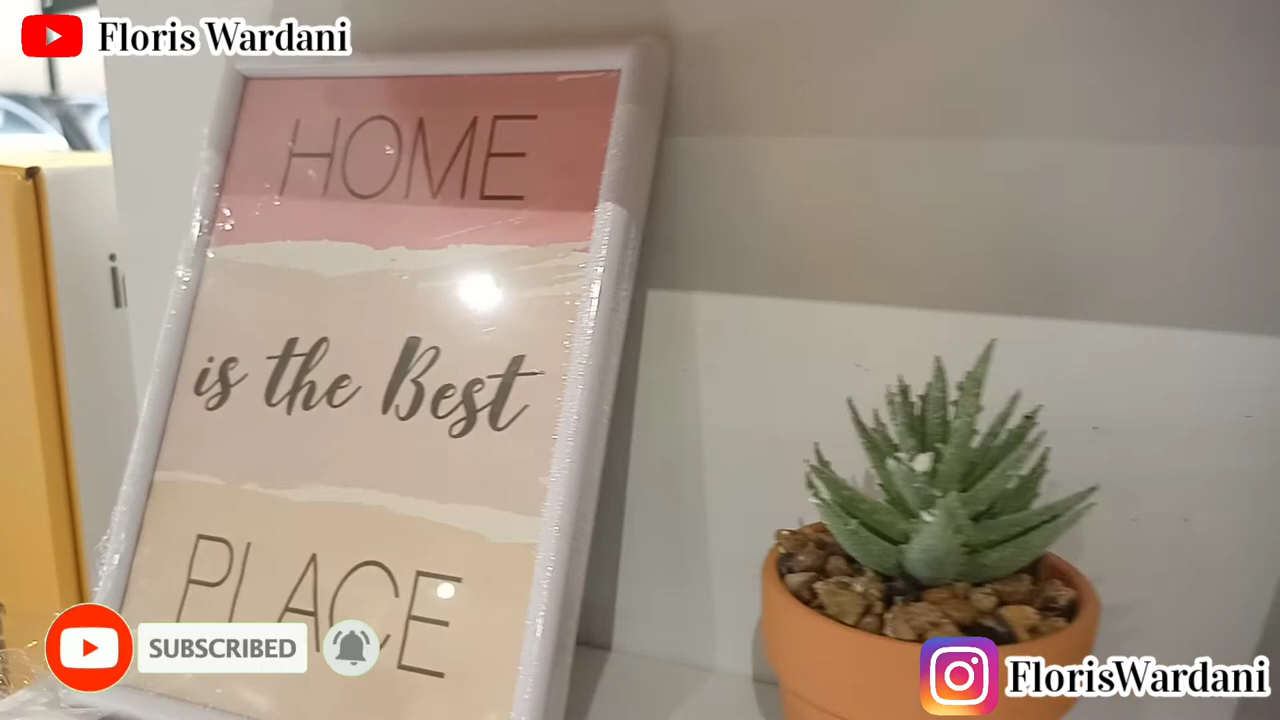 Floris Wardani
HOME
is the Best
PLACE
SUBSCRIBED
FlorisWardani